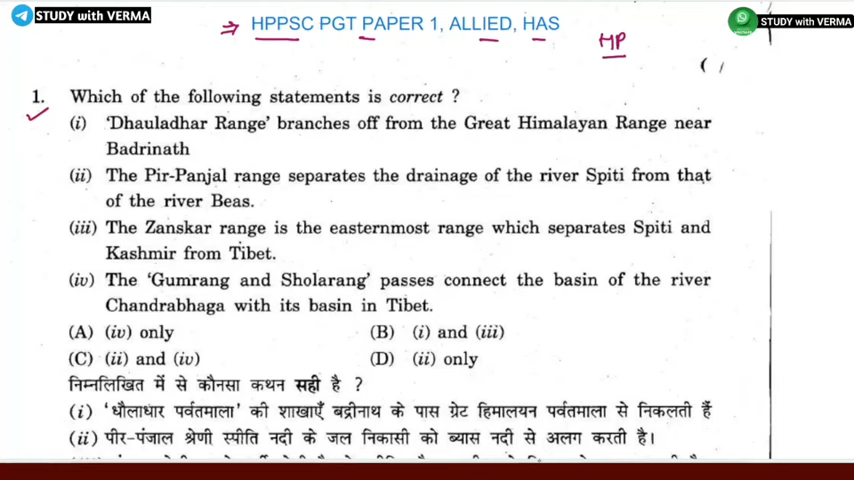 STUDY with VERMA
⇒ HPPSC PGT PAPER 1, ALLIED, HAS
STUDY with VERMA
HP
1. Which of the following statements is correct ?
(i) 'Dhauladhar Range' branches off from the Great Himalayan Range near
Badrinath
(ii) The Pir-Panjal range separates the drainage of the river Spiti from that
of the river Beas.
(iii) The Zanskar range is the easternmost range which separates Spiti and
Kashmir from Tibet.
(iv) The 'Gumrang and Sholarang' passes connect the basin of the river
Chandrabhaga with its basin in Tibet.
(A) (iv) only (B) (i) and (iii)
(C) (ii) and (iv) (D) (ii) only
निम्नलिखित में से कौनसा कथन सही है ?
(i) 'धौलाधार पर्वतमाला' की शाखाएँ बद्रीनाथ के पास ग्रेट हिमालयन पर्वतमाला से निकलती हैं
(ii) पीर-पंजाल श्रेणी स्पीति नदी के जल निकासी को ब्यास नदी से अलग करती है।